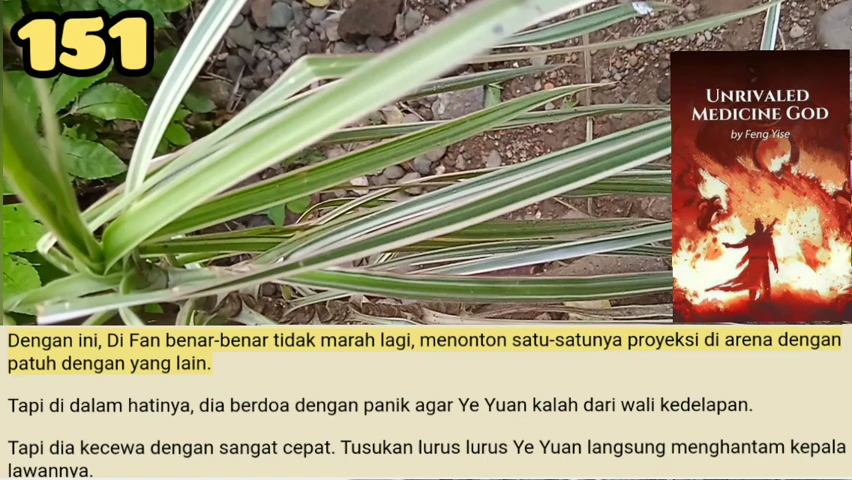 151
UNRIVALED
MEDICINE GOD
by Feng Yise
Dengan ini, Di Fan benar-benar tidak marah lagi, menonton satu-satunya proyeksi di arena dengan
patuh dengan yang lain.
Tapi di dalam hatinya, dia berdoa dengan panik agar Ye Yuan kalah dari wali kedelapan.
Tapi dia kecewa dengan sangat cepat. Tusukan lurus lurus Ye Yuan langsung menghantam kepala
lawannya.